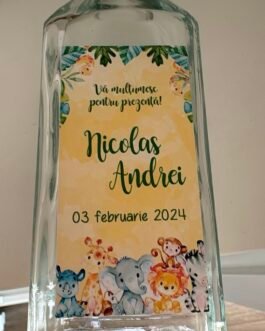 Vă mulțumesc
pentru prezență!
Nicolas
Andrei
03 februarie 2024